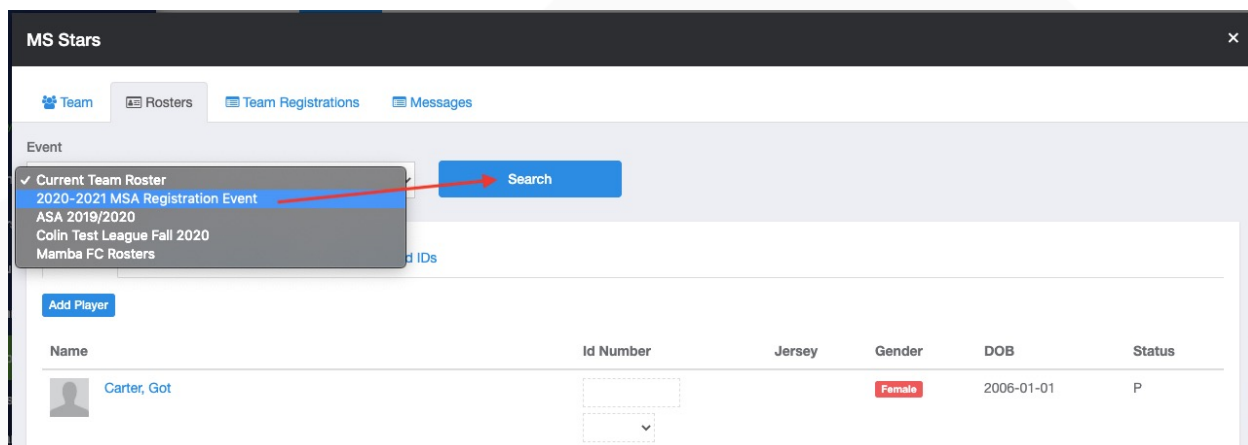 MS Stars
×
Team Rosters Team Registrations Messages
Event
✓ Current Team Roster
Search
2020-2021 MSA Registration Event
ASA 2019/2020
Colin Test League Fall 2020
Mamba FC Rosters
d IDs
Add Player
Name Id Number Jersey Gender DOB Status
Carter, Got Female 2006-01-01 P